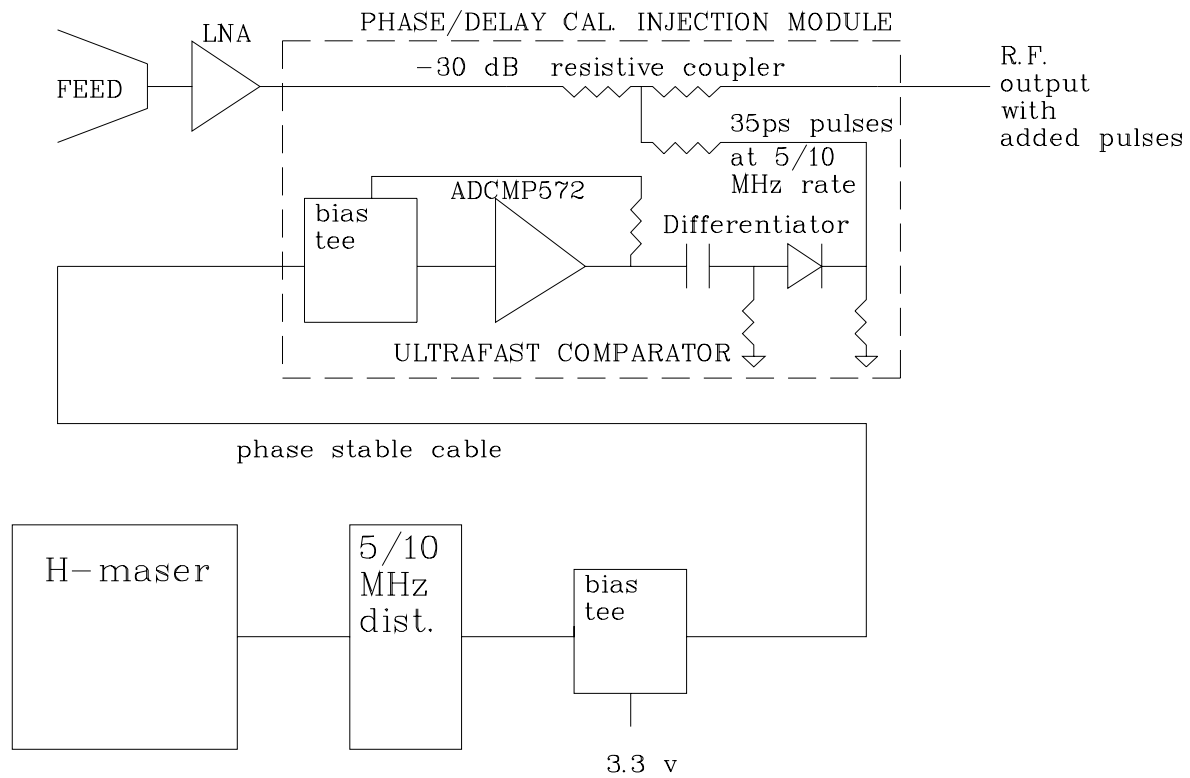 PHASE/DELAY CAL. INJECTION MODULE
LNA
FEED
-30 dB resistive coupler
R.F.
output
with
added pulses
35ps pulses
at 5/10
MHz rate
ADCMP572
bias
tee
Differentiator
ULTRAFAST COMPARATOR
phase stable cable
H-maser
5/10
MHz
dist.
bias
tee
3.3 v